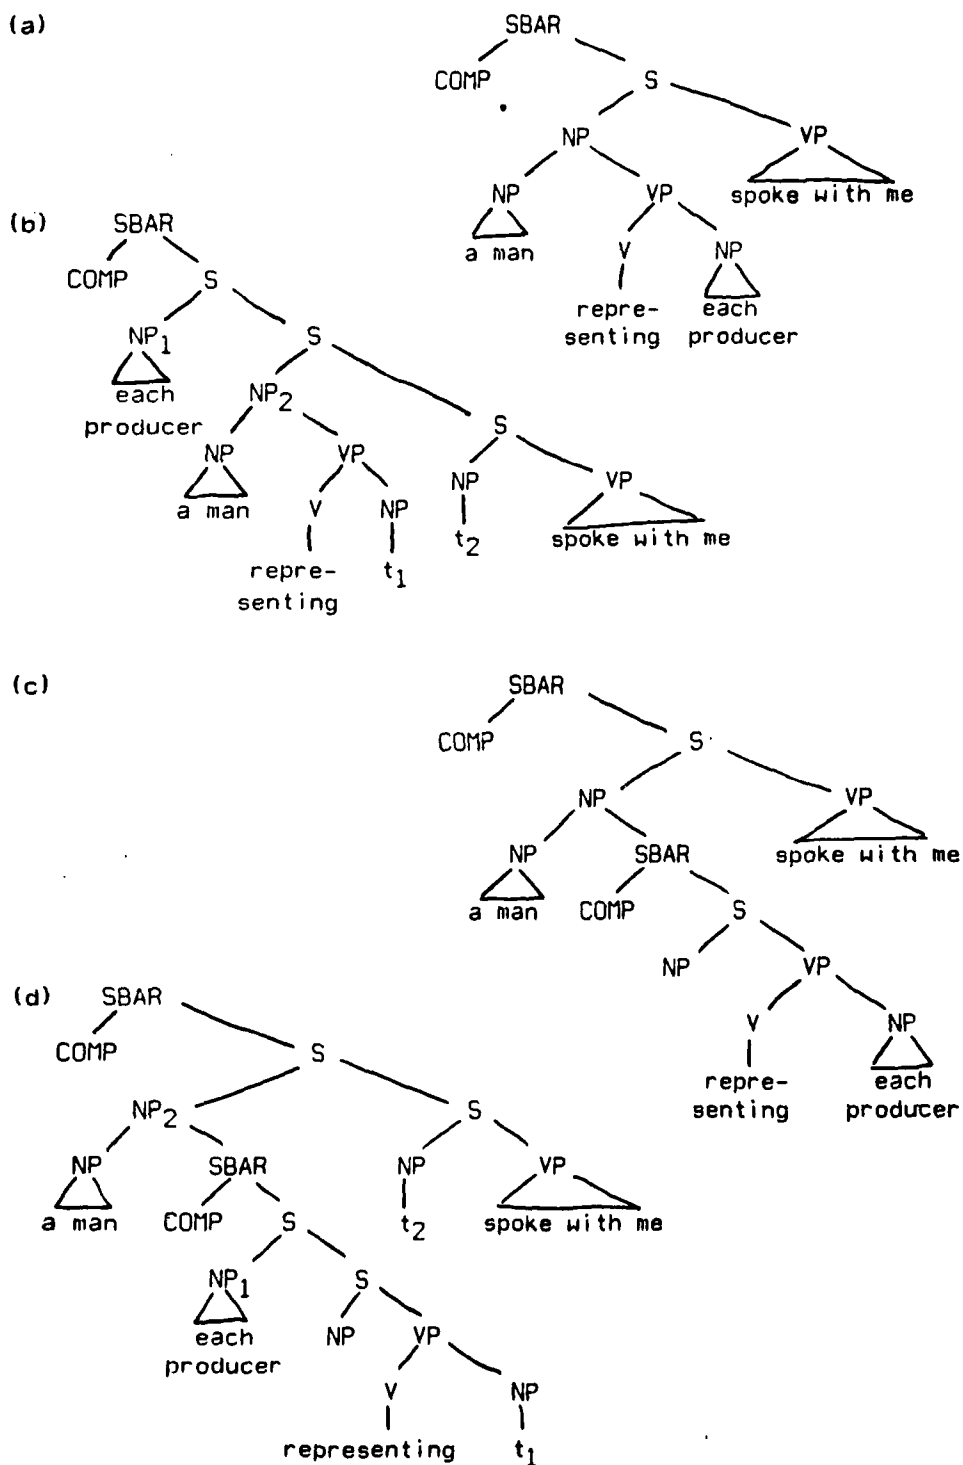 (a)
SBAR
COMP S
NP VP
NP VP spoke with me
a man V NP
repre- each
senting producer
(b) SBAR
COMP S
NP1 S
each NP2 S
producer NP VP NP VP
a man V NP t2 spoke with me
repre- t1
senting
(c) SBAR
COMP S
NP VP
NP SBAR spoke with me
a man COMP S
NP VP
V NP
repre- each
senting producer
(d) SBAR
COMP S
NP2 S
NP SBAR NP VP
a man COMP S t2 spoke with me
NP1 S
each NP VP
producer
V NP
representing t1